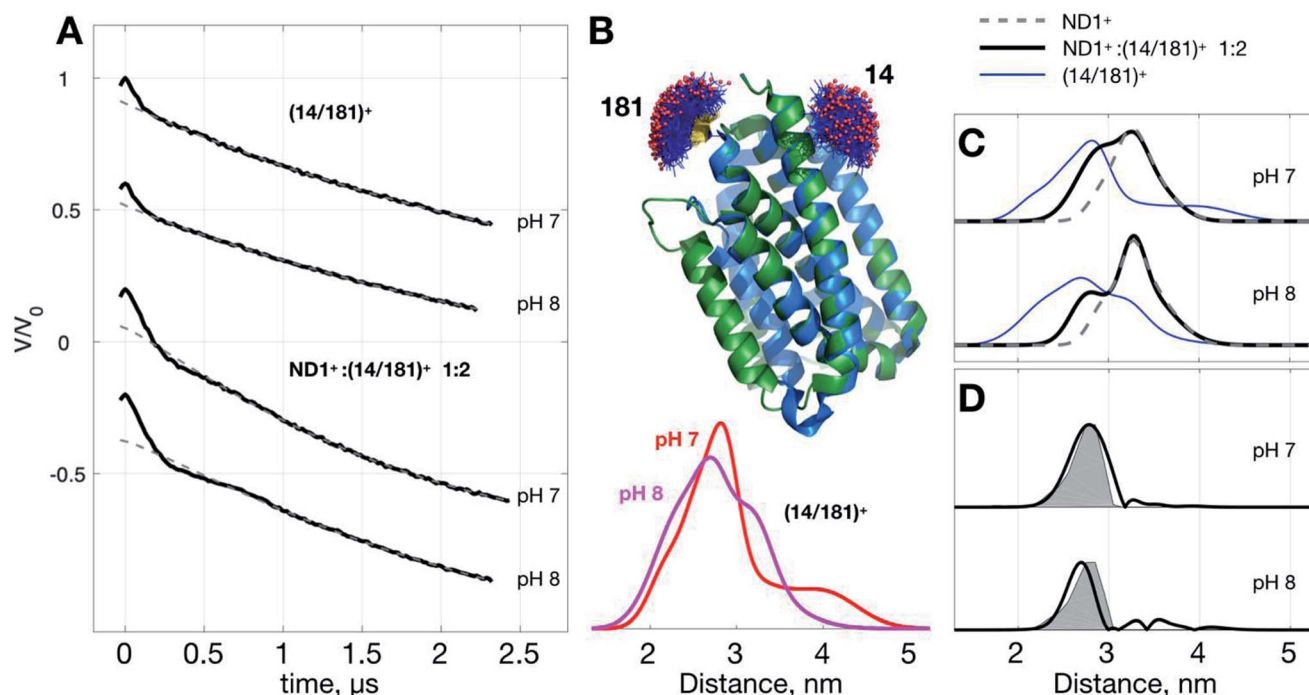 A
1
(14/181)⁺
pH 7
0.5
pH 8
V/V₀
0
ND1⁺:(14/181)⁺ 1:2
-0.5
pH 7
pH 8
0 0.5 1 1.5 2 2.5
time, µs
B
14
181
pH 7
pH 8
(14/181)⁺
2 3 4 5
Distance, nm
ND1⁺
ND1⁺:(14/181)⁺ 1:2
(14/181)⁺
C
pH 7
pH 8
D
pH 7
pH 8
2 3 4 5
Distance, nm